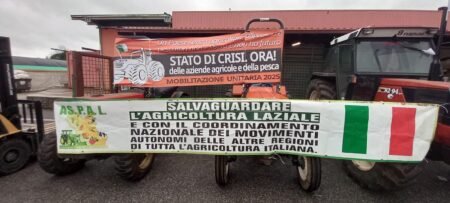 STATO DI CRISI. ORA!
delle aziende agricole e della pesca
MOBILITAZIONE UNITARIA 2025
AS.P.A.L.
SALVAGUARDARE
L'AGRICOLTURA LAZIALE
E CON IL COORDINAMENTO
NAZIONALE DEI MOVIMENTI
AUTONOMI DELLE ALTRE REGIONI
DI TUTTA L'AGRICOLTURA ITALIANA.